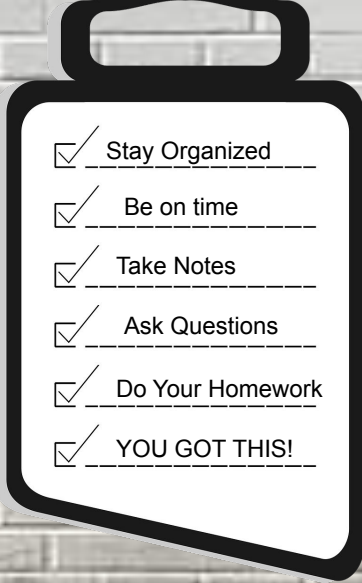 Stay Organized
Be on time
Take Notes
Ask Questions
Do Your Homework
YOU GOT THIS!